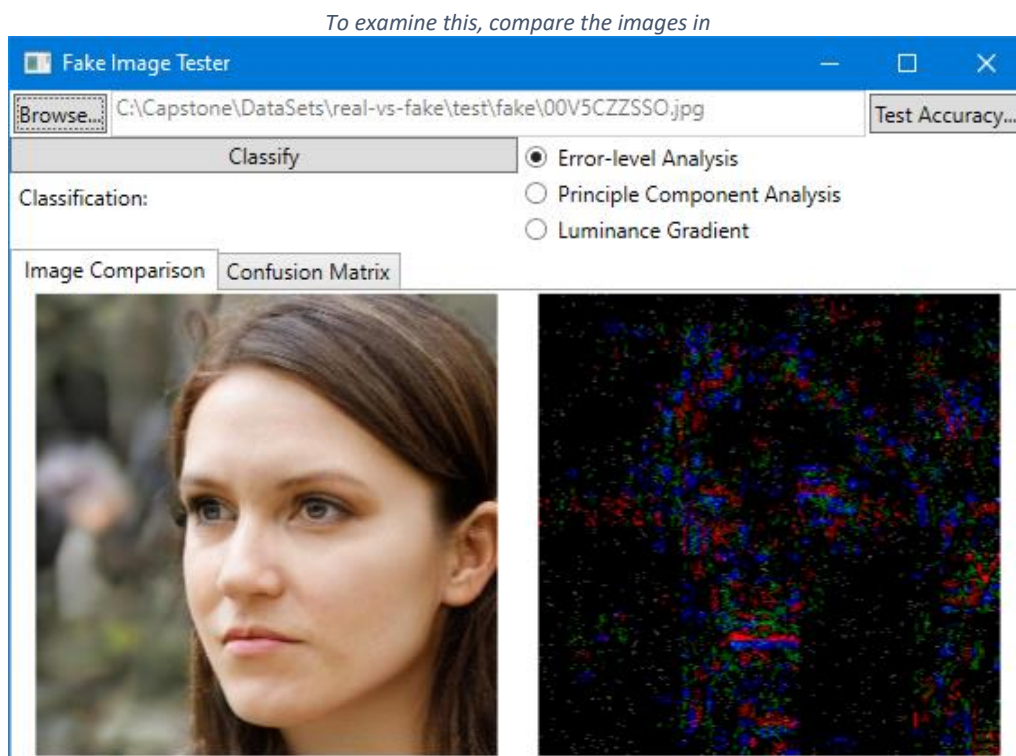 To examine this, compare the images in
Fake Image Tester
Browse... C:\Capstone\DataSets\real-vs-fake\test\fake\00V5CZZSSO.jpg Test Accuracy...
Classify Error-level Analysis
Classification: Principle Component Analysis
Luminance Gradient
Image Comparison Confusion Matrix